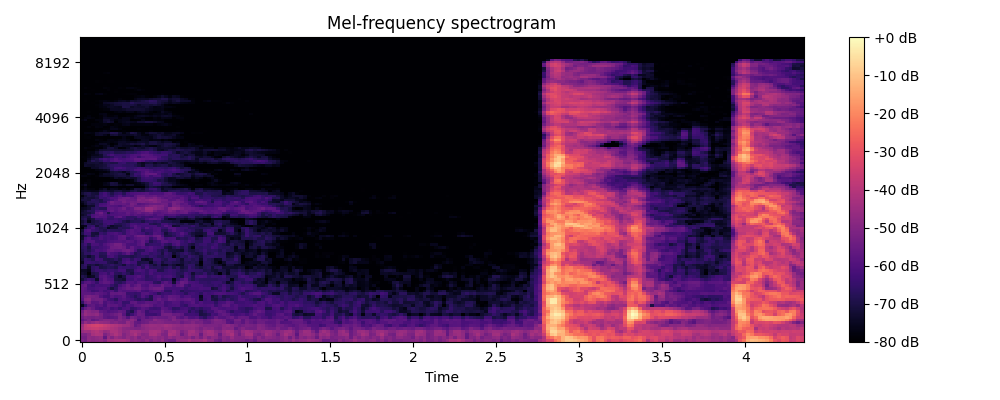 Mel-frequency spectrogram
+0 dB
8192
-10 dB
4096
-20 dB
-30 dB
2048
Hz
-40 dB
1024
-50 dB
-60 dB
512
-70 dB
0
-80 dB
0 0.5 1 1.5 2 2.5 3 3.5 4
Time